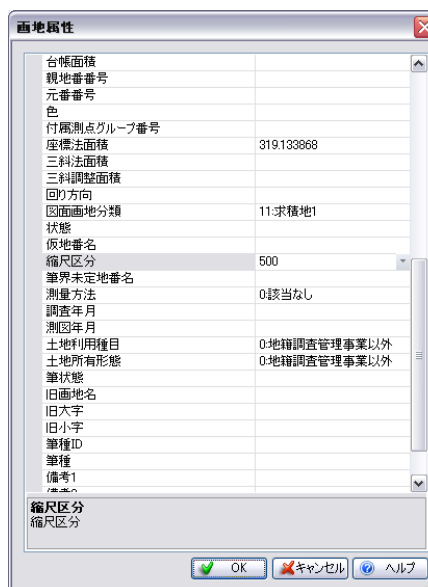 画地属性
台帳面積
親地番番号
元番番号
色
付属測点グループ番号
座標法面積 319.133868
三斜法面積
三斜調整面積
回り方向
図面画地分類 11:求積地1
状態
仮地番名
縮尺区分 500
筆界未定地番名
測量方法 0:該当なし
調査年月
測図年月
土地利用種目 0:地籍調査管理事業以外
土地所有形態 0:地籍調査管理事業以外
筆状態
旧画地名
旧大字
旧小字
筆種ID
筆種
備考1
縮尺区分
縮尺区分
OK キャンセル ヘルプ